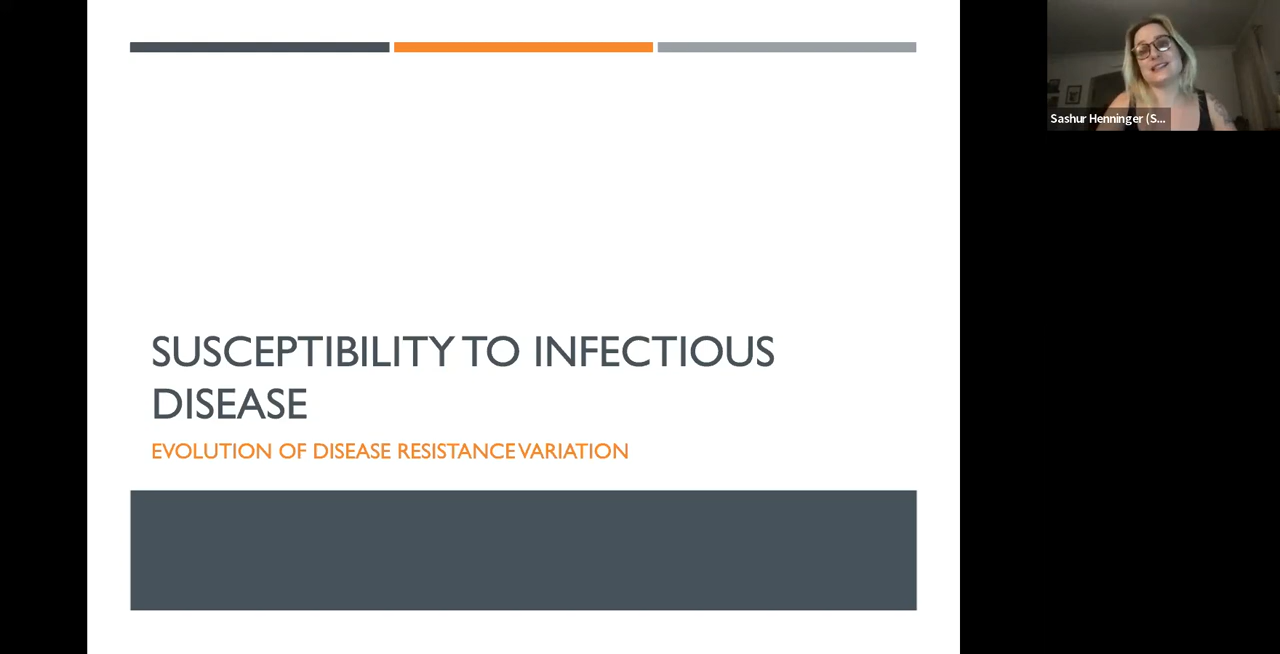 SUSCEPTIBILITY TO INFECTIOUS
DISEASE
EVOLUTION OF DISEASE RESISTANCE VARIATION
Sashur Henninger (S...